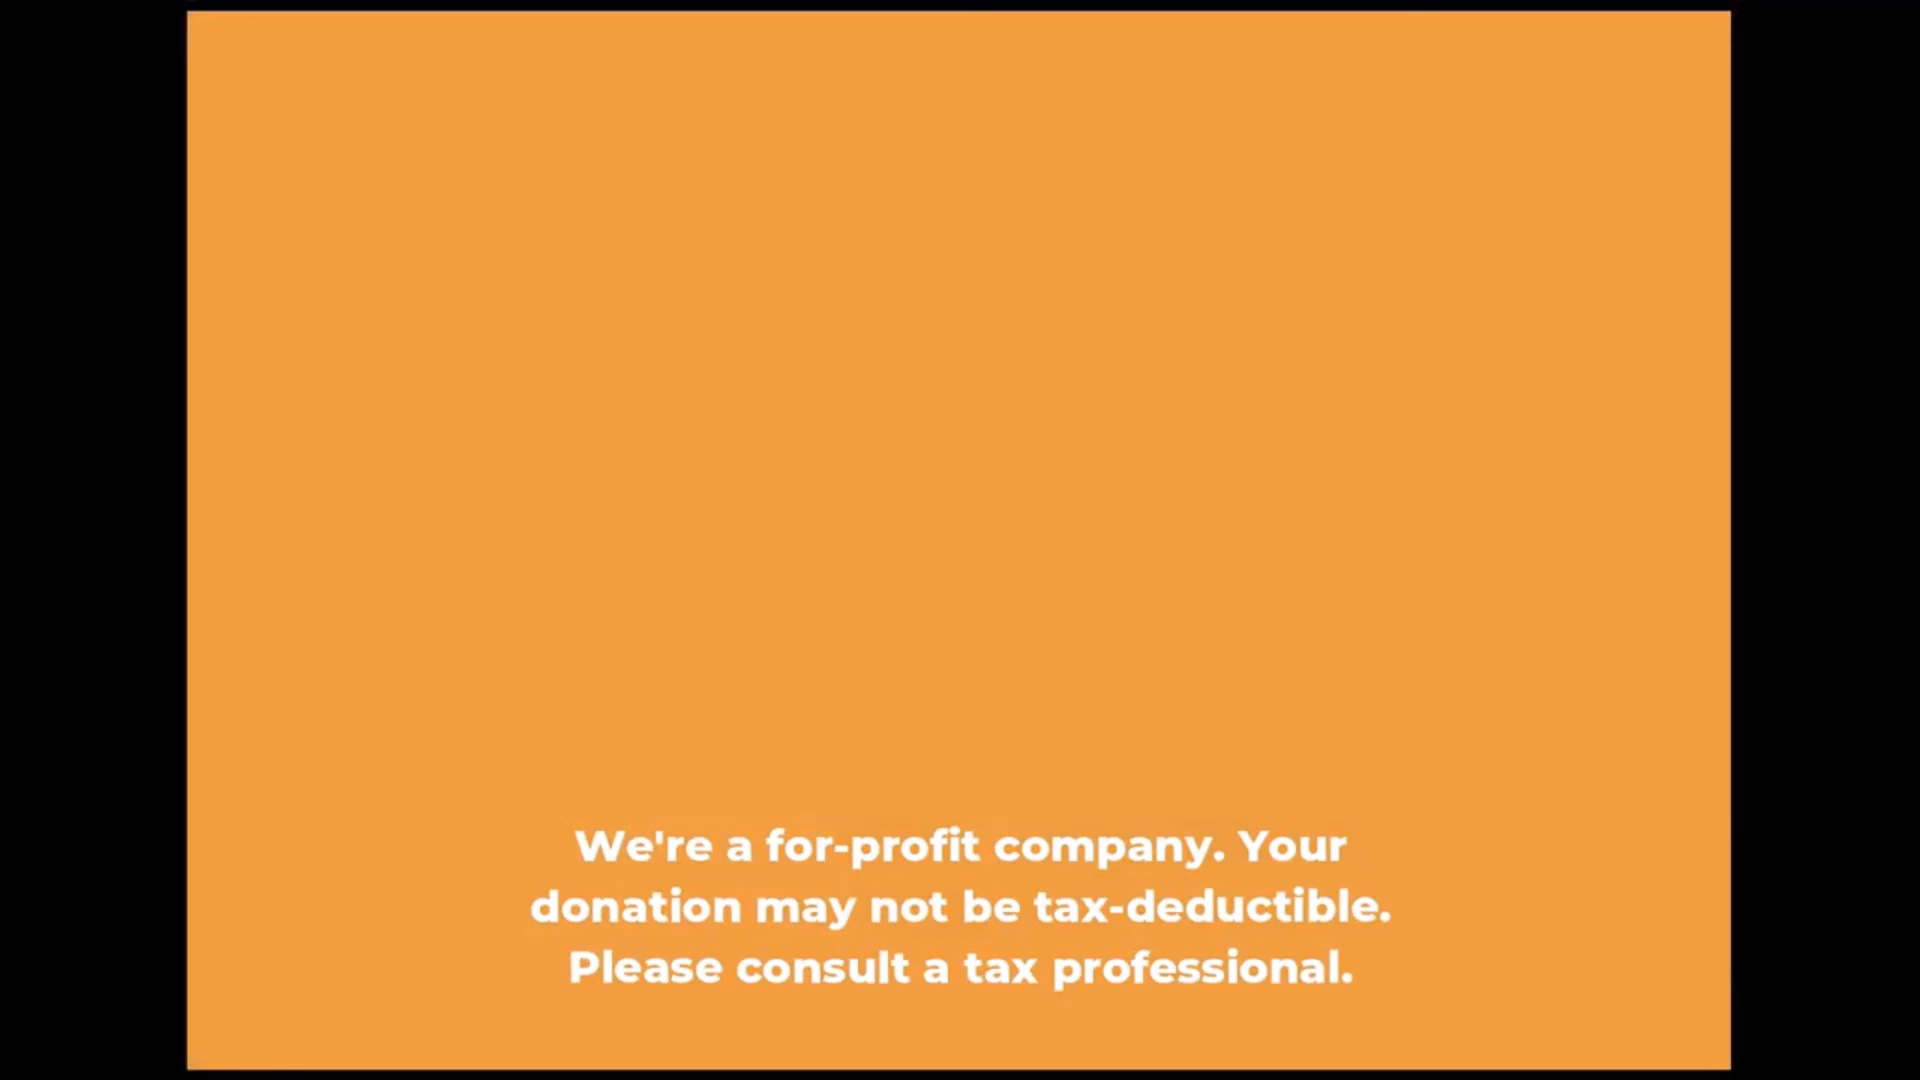 We're a for-profit company. Your
donation may not be tax-deductible.
Please consult a tax professional.